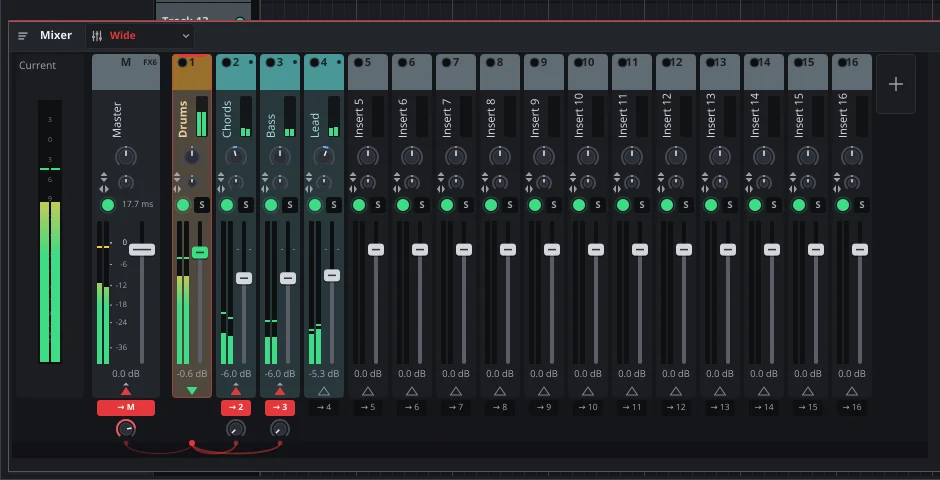 Track 13
Mixer Wide
Current
M FX6 1 2 3 4 5 6 7 8 9 10 11 12 13 14 15 16
Master Drums Chords Bass Lead Insert 5 Insert 6 Insert 7 Insert 8 Insert 9 Insert 10 Insert 11 Insert 12 Insert 13 Insert 14 Insert 15 Insert 16
3
0
3
6
9
17.7 ms S S S S S S S S S S S S S S S S
0
-6
-12
-18
-24
-36
0.0 dB -0.6 dB -6.0 dB -6.0 dB -5.3 dB 0.0 dB 0.0 dB 0.0 dB 0.0 dB 0.0 dB 0.0 dB 0.0 dB 0.0 dB 0.0 dB 0.0 dB 0.0 dB 0.0 dB
→ M → 2 → 3 → 4 → 5 → 6 → 7 → 8 → 9 → 10 → 11 → 12 → 13 → 14 → 15 → 16